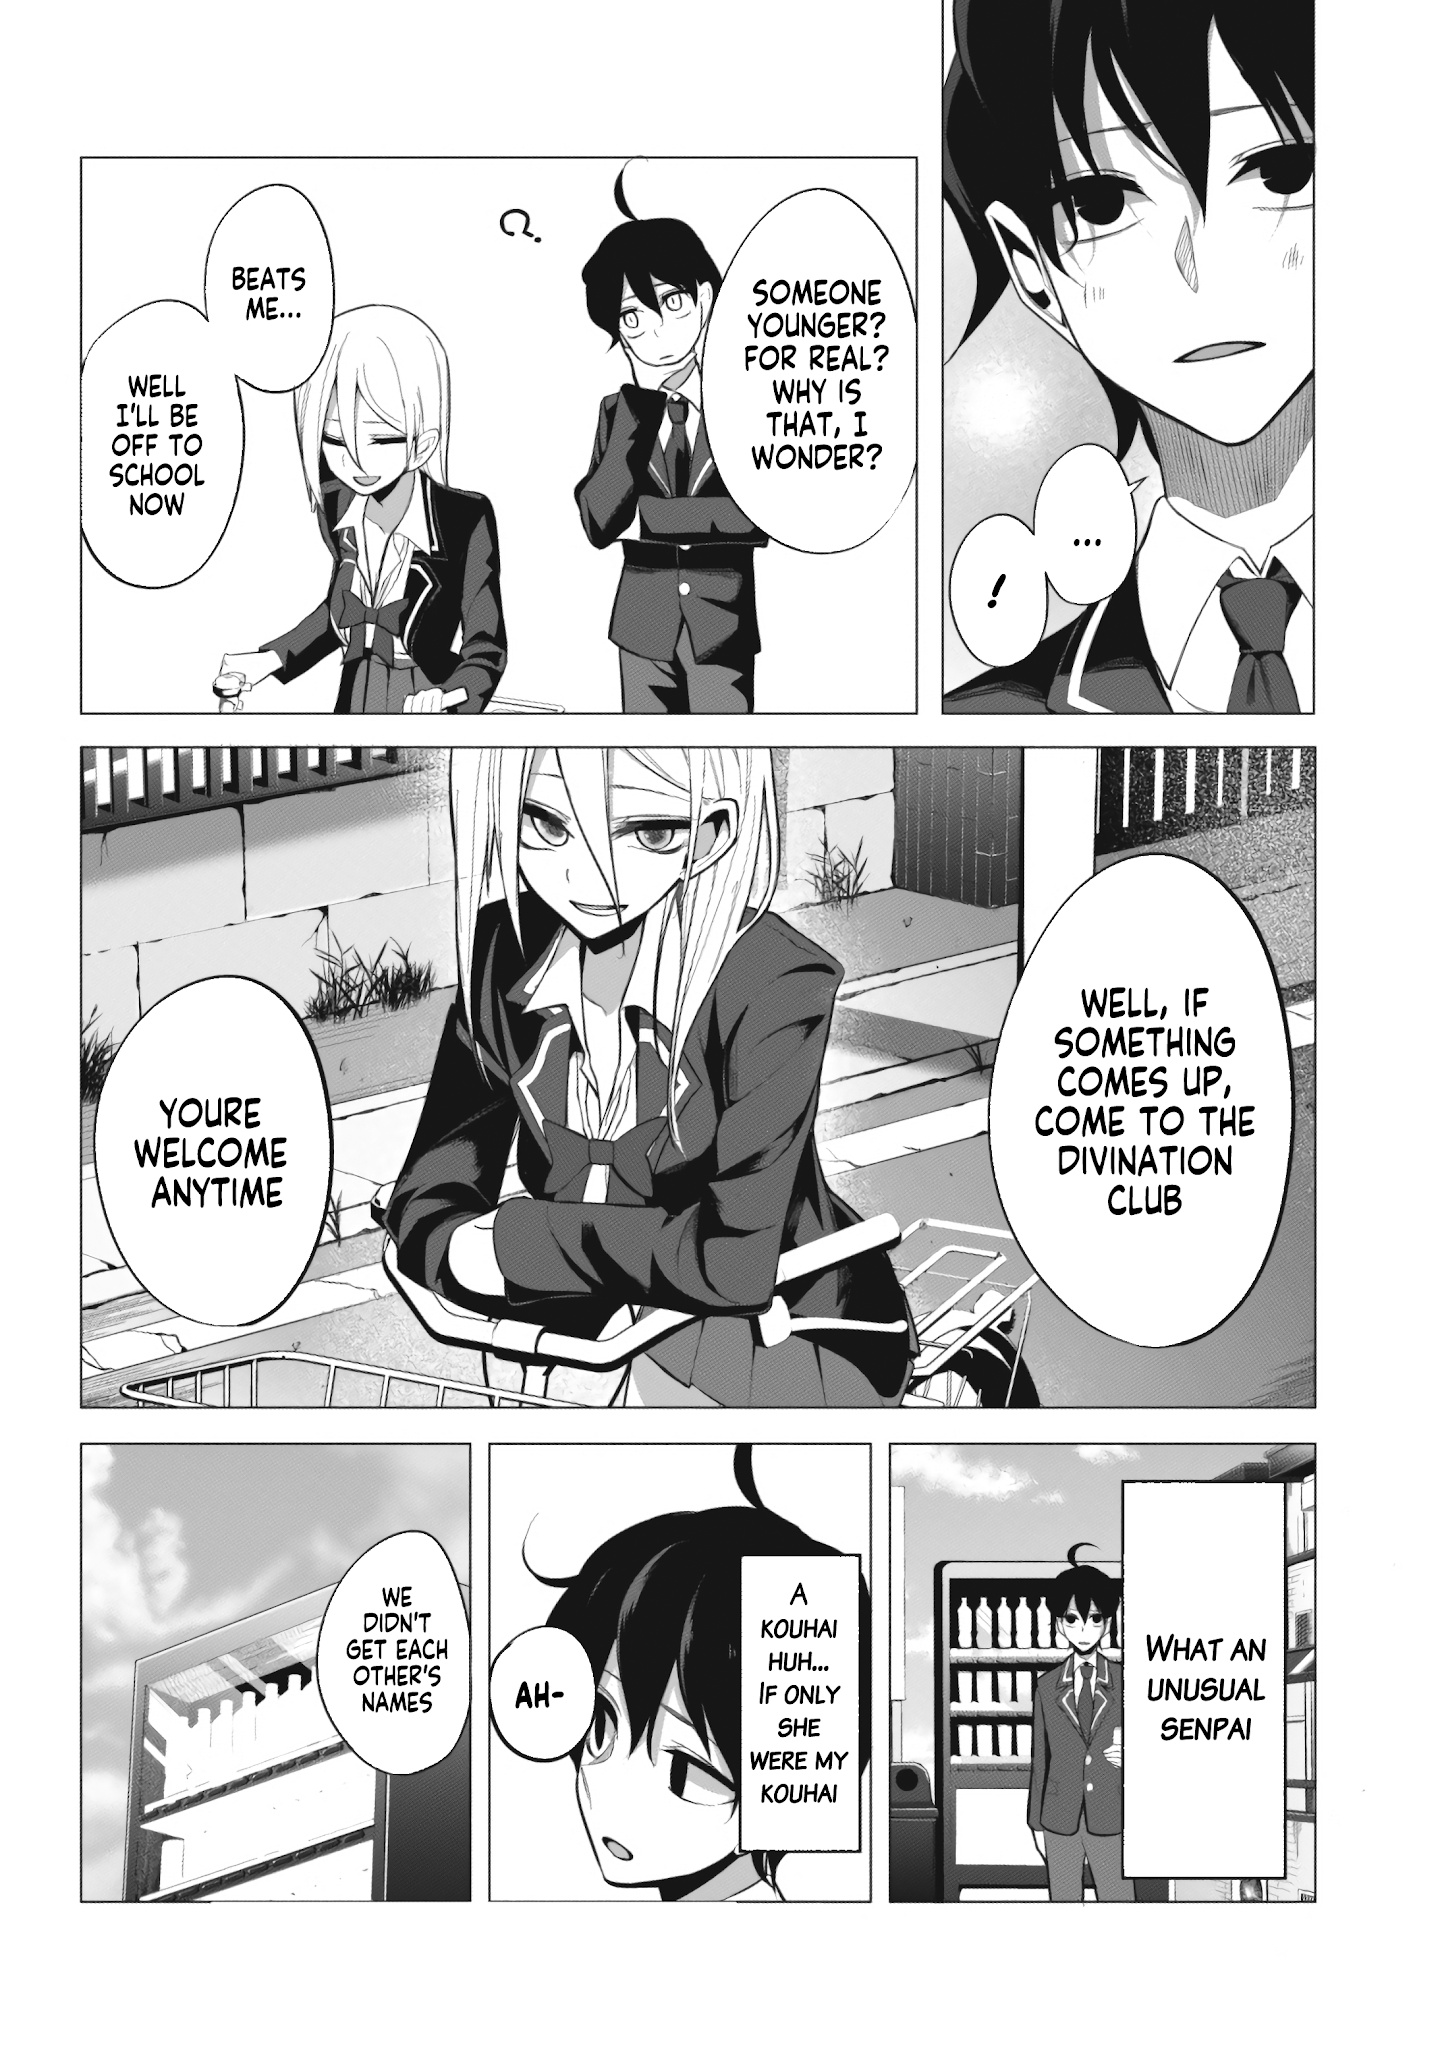 ...
!
SOMEONE
YOUNGER?
FOR REAL?
WHY IS
THAT, I
WONDER?
?
BEATS
ME...
WELL
I'LL BE
OFF TO
SCHOOL
NOW
WELL, IF
SOMETHING
COMES UP,
COME TO THE
DIVINATION
CLUB
YOURE
WELCOME
ANYTIME
WHAT AN
UNUSUAL
SENPAI
A
KOUHAI
HUH...
IF ONLY
SHE
WERE MY
KOUHAI
AH-
WE
DIDN'T
GET EACH
OTHER'S
NAMES